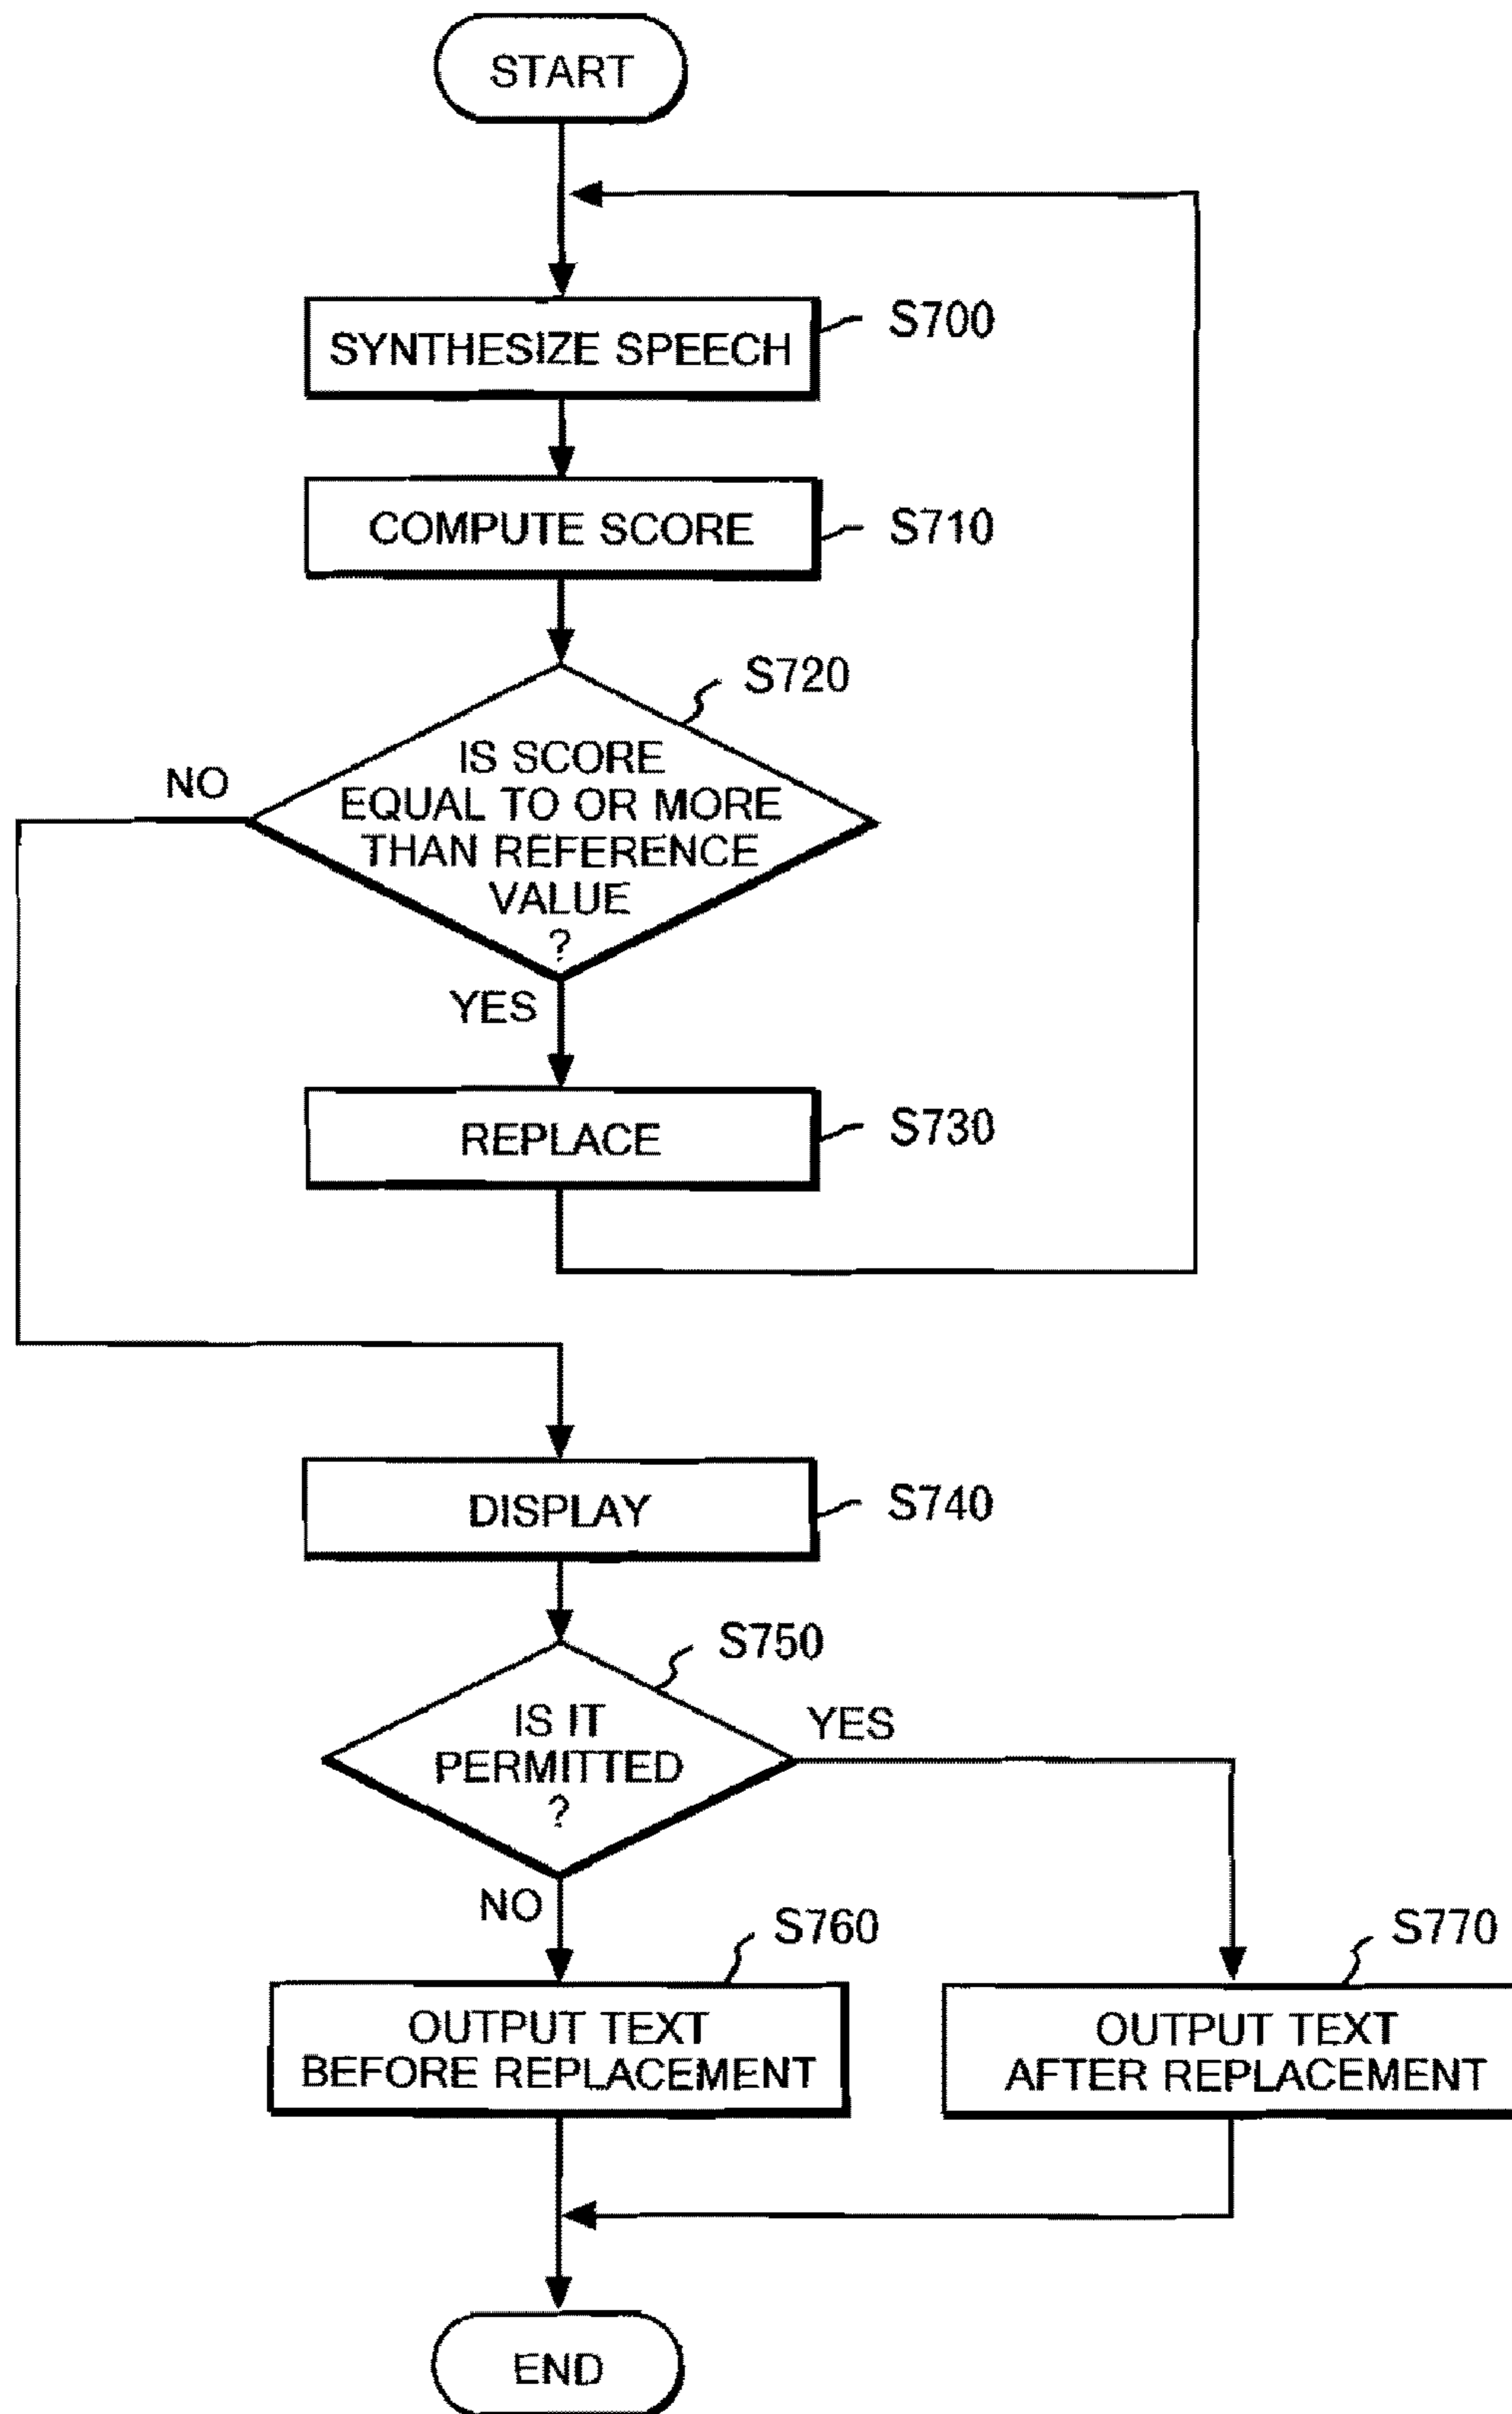 START
SYNTHESIZE SPEECH
S700
COMPUTE SCORE
S710
S720
IS SCORE
EQUAL TO OR MORE
THAN REFERENCE
VALUE
?
NO
YES
REPLACE
S730
DISPLAY
S740
S750
IS IT
PERMITTED
?
YES
NO
S760
OUTPUT TEXT
BEFORE REPLACEMENT
S770
OUTPUT TEXT
AFTER REPLACEMENT
END